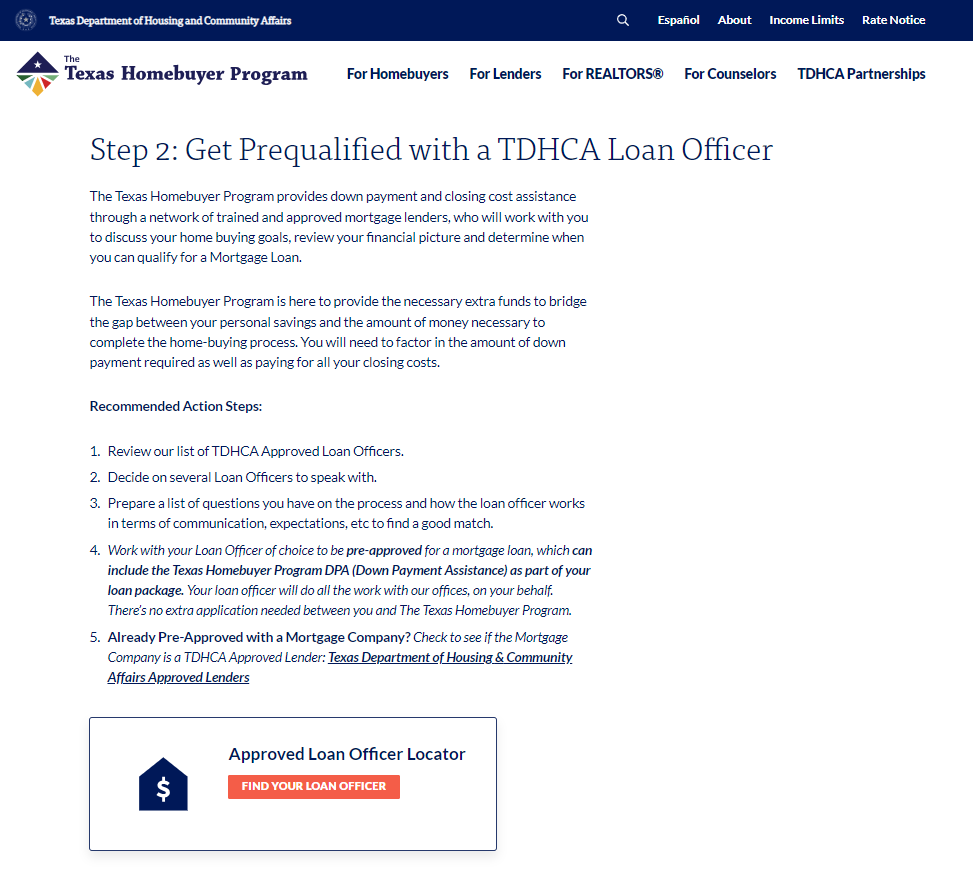 Texas Department of Housing and Community Affairs
Español About Income Limits Rate Notice
The
Texas Homebuyer Program
For Homebuyers For Lenders For REALTORS® For Counselors TDHCA Partnerships
Step 2: Get Prequalified with a TDHCA Loan Officer
The Texas Homebuyer Program provides down payment and closing cost assistance
through a network of trained and approved mortgage lenders, who will work with you
to discuss your home buying goals, review your financial picture and determine when
you can qualify for a Mortgage Loan.
The Texas Homebuyer Program is here to provide the necessary extra funds to bridge
the gap between your personal savings and the amount of money necessary to
complete the home-buying process. You will need to factor in the amount of down
payment required as well as paying for all your closing costs.
Recommended Action Steps:
1. Review our list of TDHCA Approved Loan Officers.
2. Decide on several Loan Officers to speak with.
3. Prepare a list of questions you have on the process and how the loan officer works
in terms of communication, expectations, etc to find a good match.
4. Work with your Loan Officer of choice to be pre-approved for a mortgage loan, which can
include the Texas Homebuyer Program DPA (Down Payment Assistance) as part of your
loan package. Your loan officer will do all the work with our offices, on your behalf.
There's no extra application needed between you and The Texas Homebuyer Program.
5. Already Pre-Approved with a Mortgage Company? Check to see if the Mortgage
Company is a TDHCA Approved Lender: Texas Department of Housing & Community
Affairs Approved Lenders
Approved Loan Officer Locator
$
FIND YOUR LOAN OFFICER